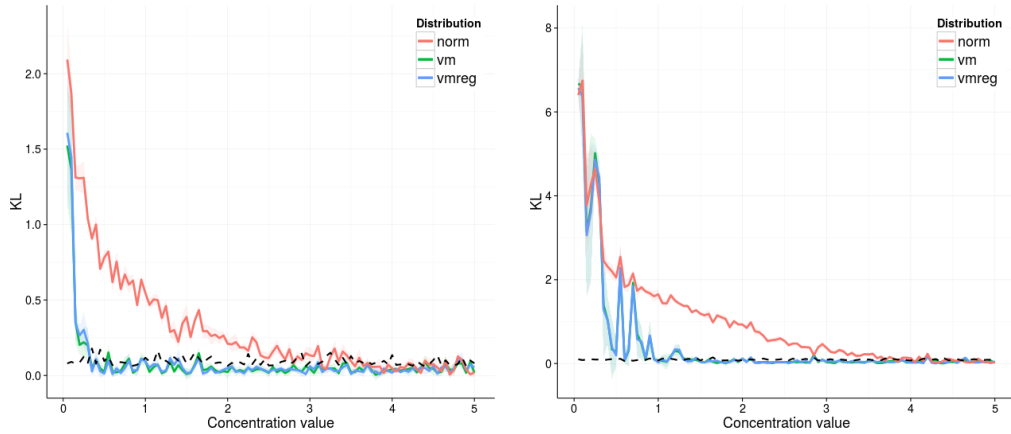 Distribution
norm
vm
vmreg
KL
2.0
1.5
1.0
0.5
0.0
0 1 2 3 4 5
Concentration value
Distribution
norm
vm
vmreg
KL
8
6
4
2
0
0 1 2 3 4 5
Concentration value